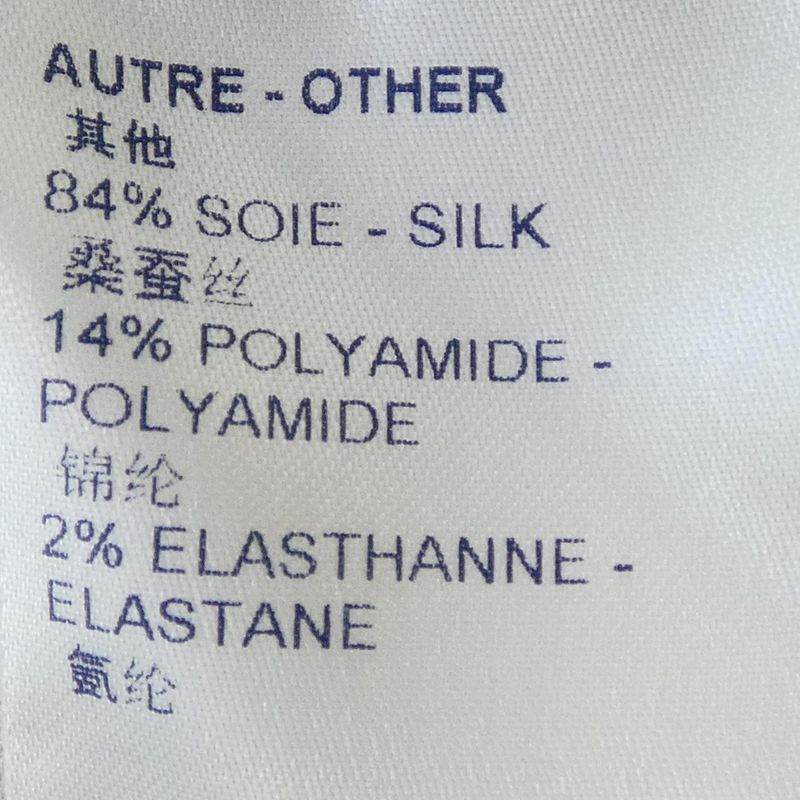 AUTRE - OTHER
其他
84% SOIE - SILK
桑蚕丝
14% POLYAMIDE -
POLYAMIDE
锦纶
2% ELASTHANNE -
ELASTANE
氨纶